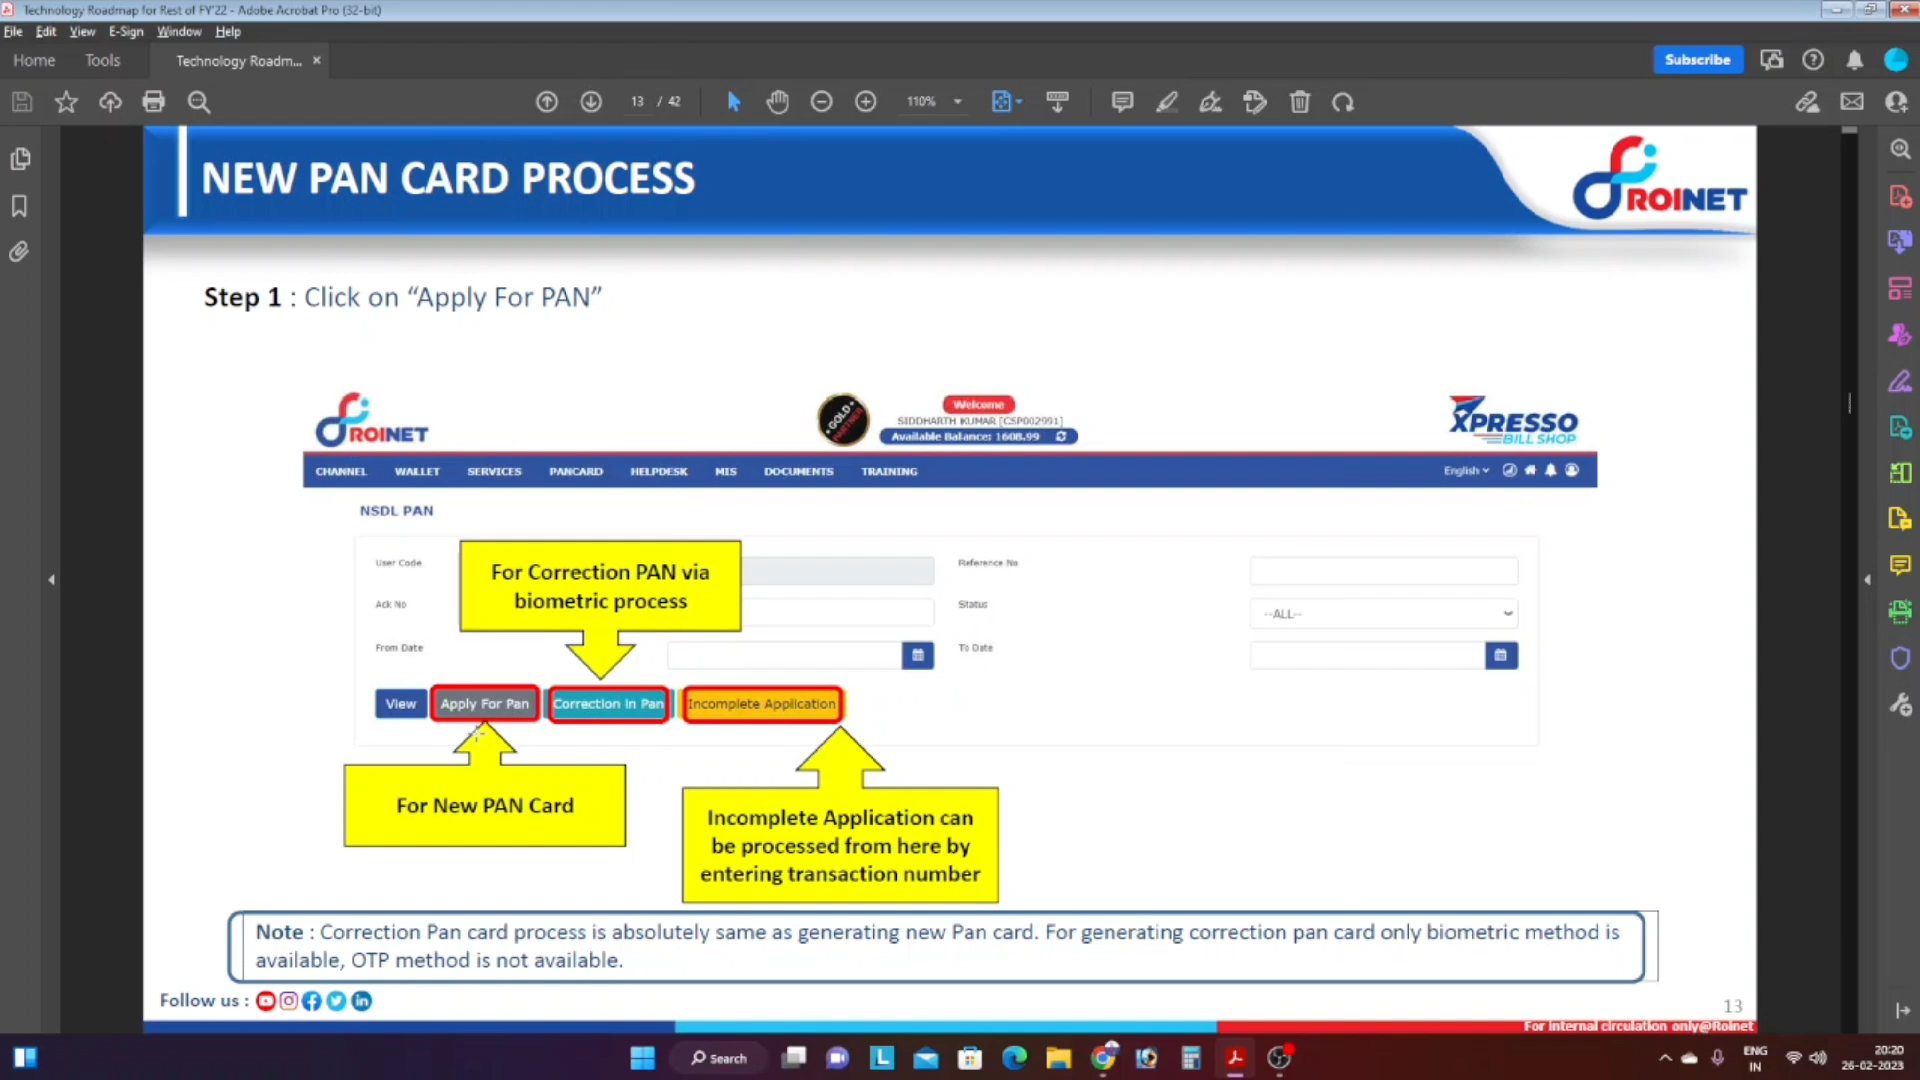 Technology Roadmap for Rest of FY'22 - Adobe Acrobat Pro (32-bit)
File Edit View E-Sign Window Help
Home Tools Technology Roadm... × Subscribe
13 / 42 110%
NEW PAN CARD PROCESS
ROINET
Step 1 : Click on “Apply For PAN”
ROINET
GOLD PARTNER
Welcome
SIDDHARTH KUMAR [CSP002991]
Available Balance: 1608.99
XPRESSO
BILL SHOP
CHANNEL WALLET SERVICES PANCARD HELPDESK MIS DOCUMENTS TRAINING English
NSDL PAN
User Code
Reference No
For Correction PAN via
biometric process
Ack No
Status
--ALL--
From Date
To Date
View Apply For Pan Correction In Pan Incomplete Application
For New PAN Card
Incomplete Application can
be processed from here by
entering transaction number
Note : Correction Pan card process is absolutely same as generating new Pan card. For generating correction pan card only biometric method is
available, OTP method is not available.
Follow us :
13
For internal circulation only@Roinet
Search
ENG
IN
20:20
26-02-2023